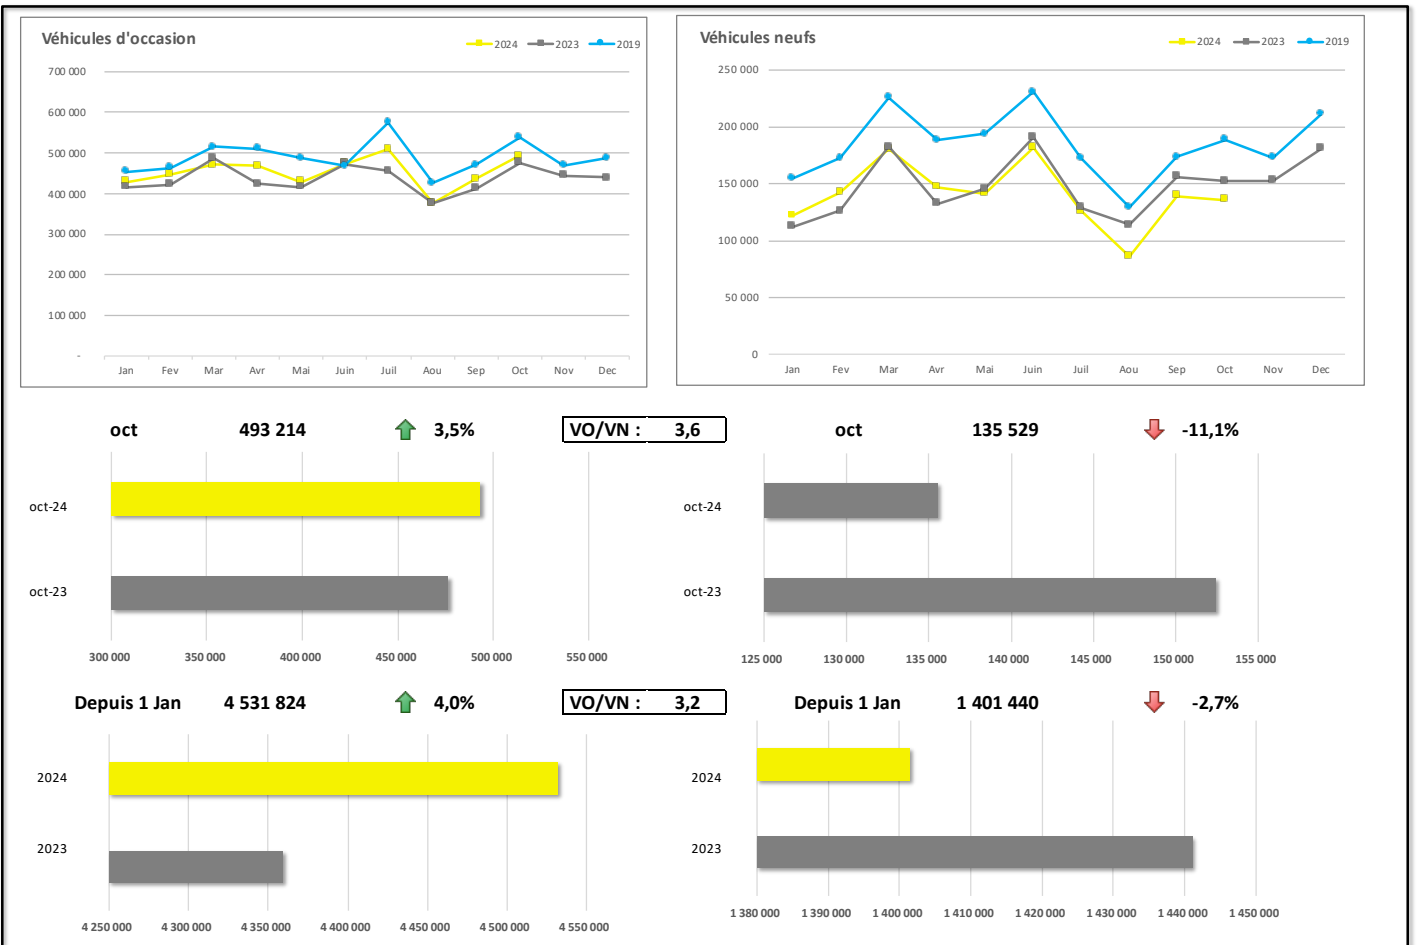 Véhicules d'occasion
2024 2023 2019
700 000
600 000
500 000
400 000
300 000
200 000
100 000
-
Jan Fev Mar Avr Mai Juin Juil Aou Sep Oct Nov Dec
Véhicules neufs
2024 2023 2019
250 000
200 000
150 000
100 000
50 000
0
Jan Fev Mar Avr Mai Juin Juil Aou Sep Oct Nov Dec
oct 493 214 3,5%
VO/VN : 3,6
oct 135 529 -11,1%
oct-24
oct-23
300 000 350 000 400 000 450 000 500 000 550 000
oct-24
oct-23
125 000 130 000 135 000 140 000 145 000 150 000 155 000
Depuis 1 Jan 4 531 824 4,0%
VO/VN : 3,2
Depuis 1 Jan 1 401 440 -2,7%
2024
2023
4 250 000 4 300 000 4 350 000 4 400 000 4 450 000 4 500 000 4 550 000
2024
2023
1 380 000 1 390 000 1 400 000 1 410 000 1 420 000 1 430 000 1 440 000 1 450 000